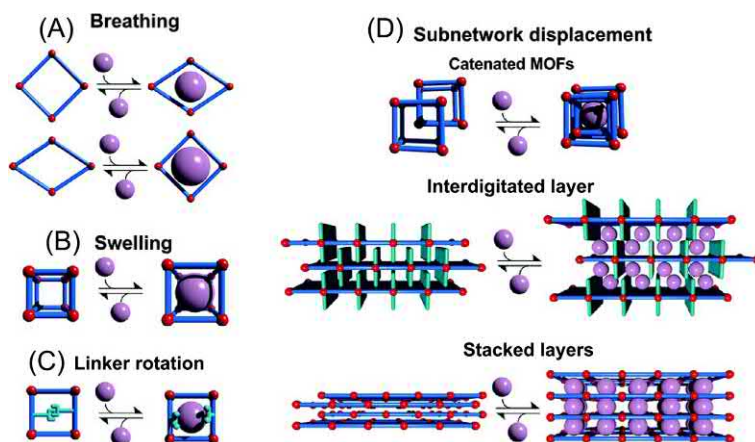 (A) Breathing
(B) Swelling
(C) Linker rotation
(D) Subnetwork displacement
Catenated MOFs
Interdigitated layer
Stacked layers